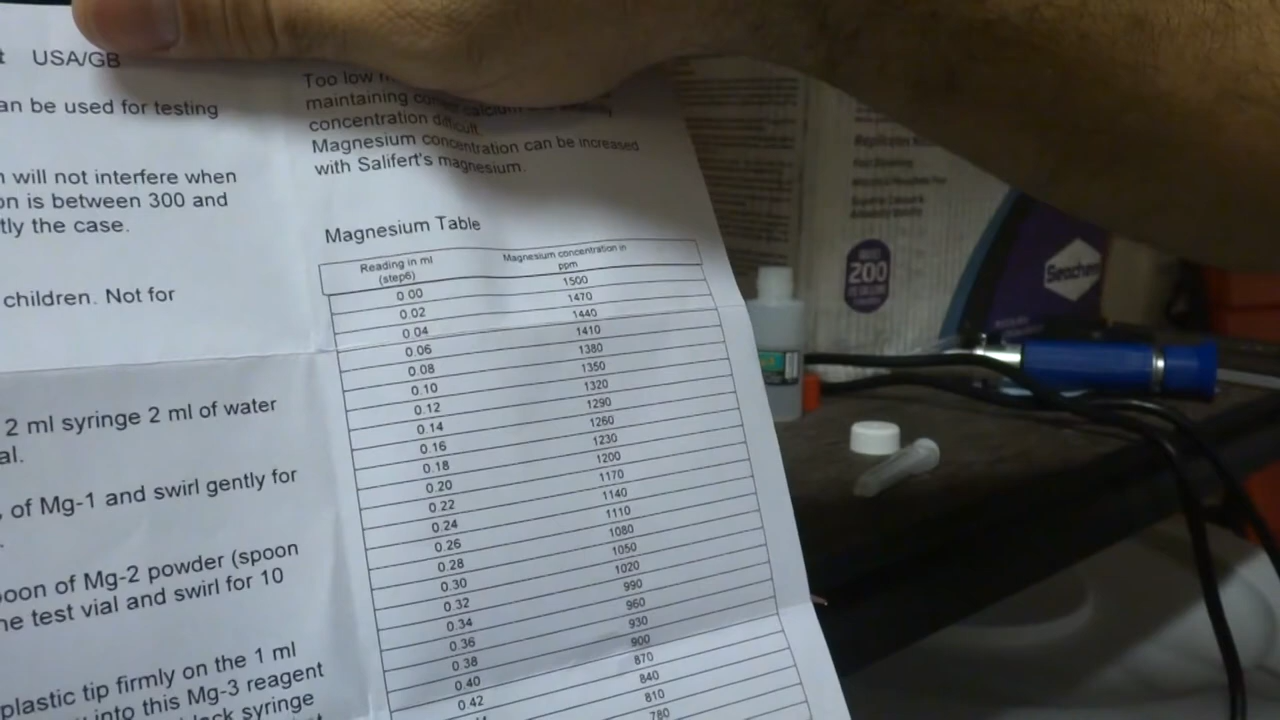 USA/GB
an be used for testing
will not interfere when
on is between 300 and
tly the case.
children. Not for
2 ml syringe 2 ml of water
al.
of Mg-1 and swirl gently for
oon of Mg-2 powder (spoon
he test vial and swirl for 10
plastic tip firmly on the 1 ml
into this Mg-3 reagent
syringe
Too low
maintaining calcium
concentration difficult.
Magnesium concentration can be increased
with Salifert's magnesium.
Magnesium Table
Reading in ml (step6) Magnesium concentration in ppm
0.00 1500
0.02 1470
0.04 1440
0.06 1410
0.08 1380
0.10 1350
0.12 1320
0.14 1290
0.16 1260
0.18 1230
0.20 1200
0.22 1170
0.24 1140
0.26 1110
0.28 1080
0.30 1050
0.32 1020
0.34 990
0.36 960
0.38 930
0.40 900
0.42 870
840
810
780
200
Seachem